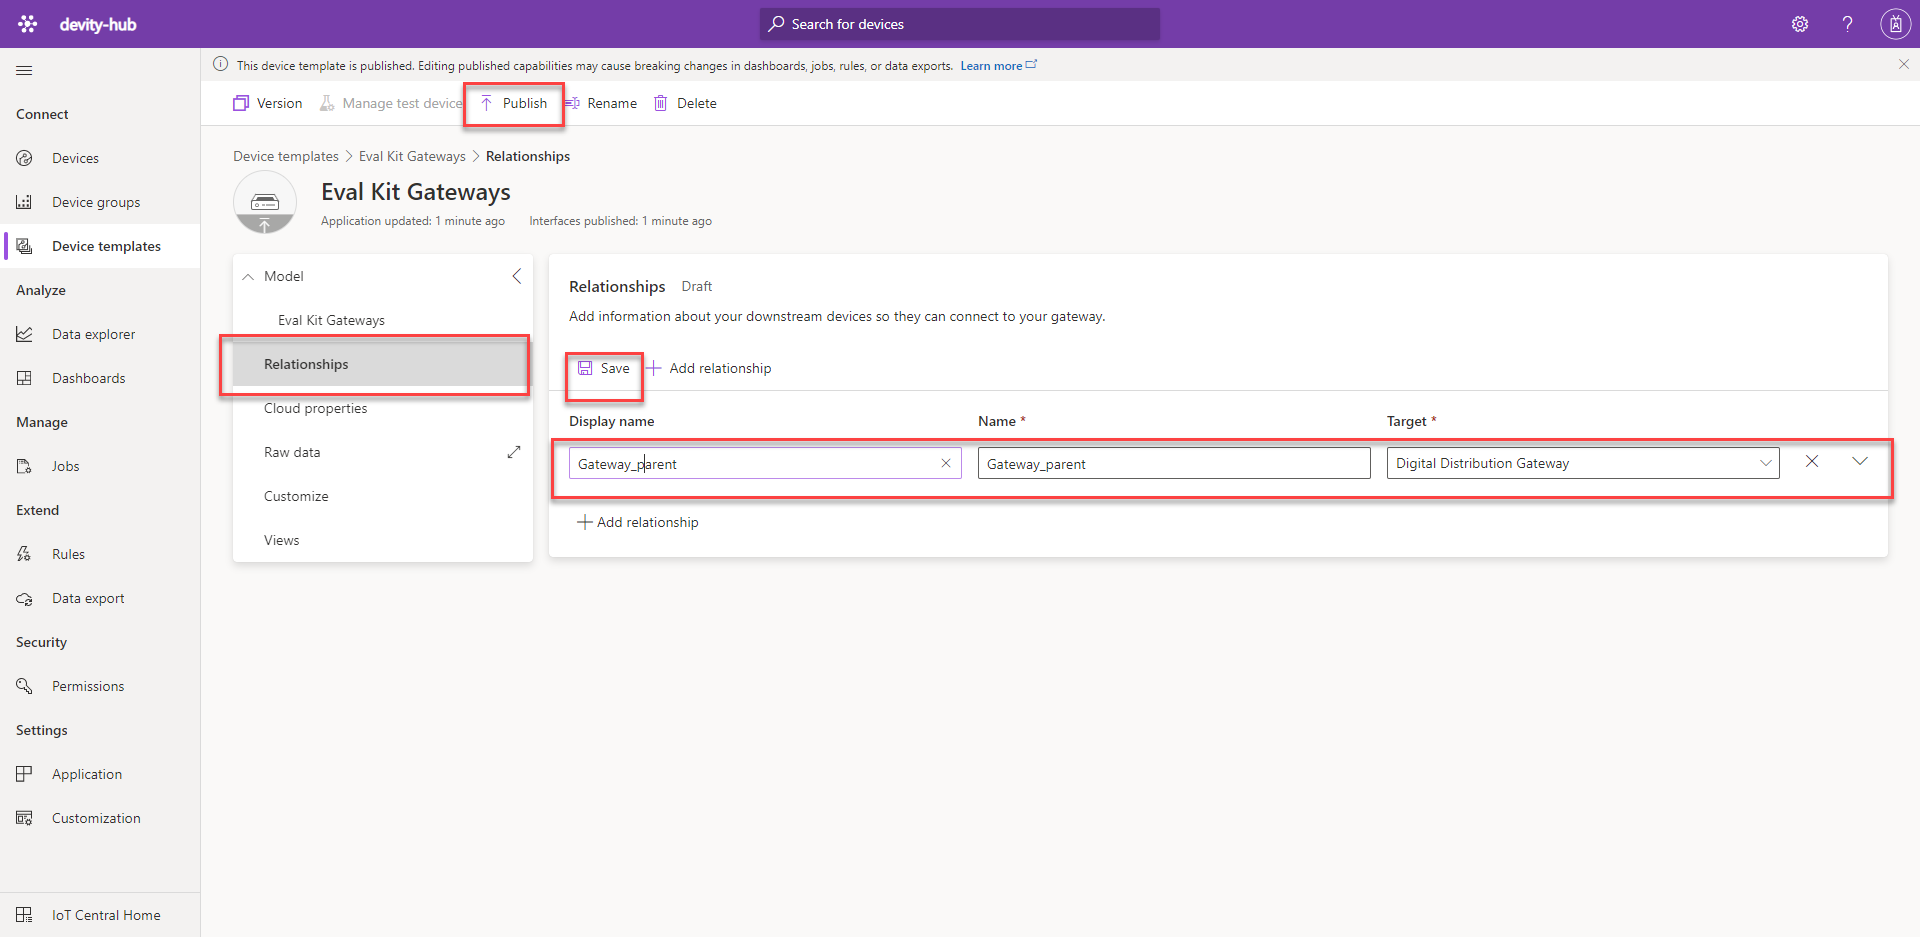 devity-hub
Search for devices
This device template is published. Editing published capabilities may cause breaking changes in dashboards, jobs, rules, or data exports. Learn more
Version Manage test device Publish Rename Delete
Connect
Devices
Device groups
Device templates
Analyze
Data explorer
Dashboards
Manage
Jobs
Extend
Rules
Data export
Security
Permissions
Settings
Application
Customization
IoT Central Home
Device templates > Eval Kit Gateways > Relationships
Eval Kit Gateways
Application updated: 1 minute ago Interfaces published: 1 minute ago
Model
Eval Kit Gateways
Relationships
Cloud properties
Raw data
Customize
Views
Relationships Draft
Add information about your downstream devices so they can connect to your gateway.
Save Add relationship
Display name Name * Target *
Gateway_parent Gateway_parent Digital Distribution Gateway
Add relationship